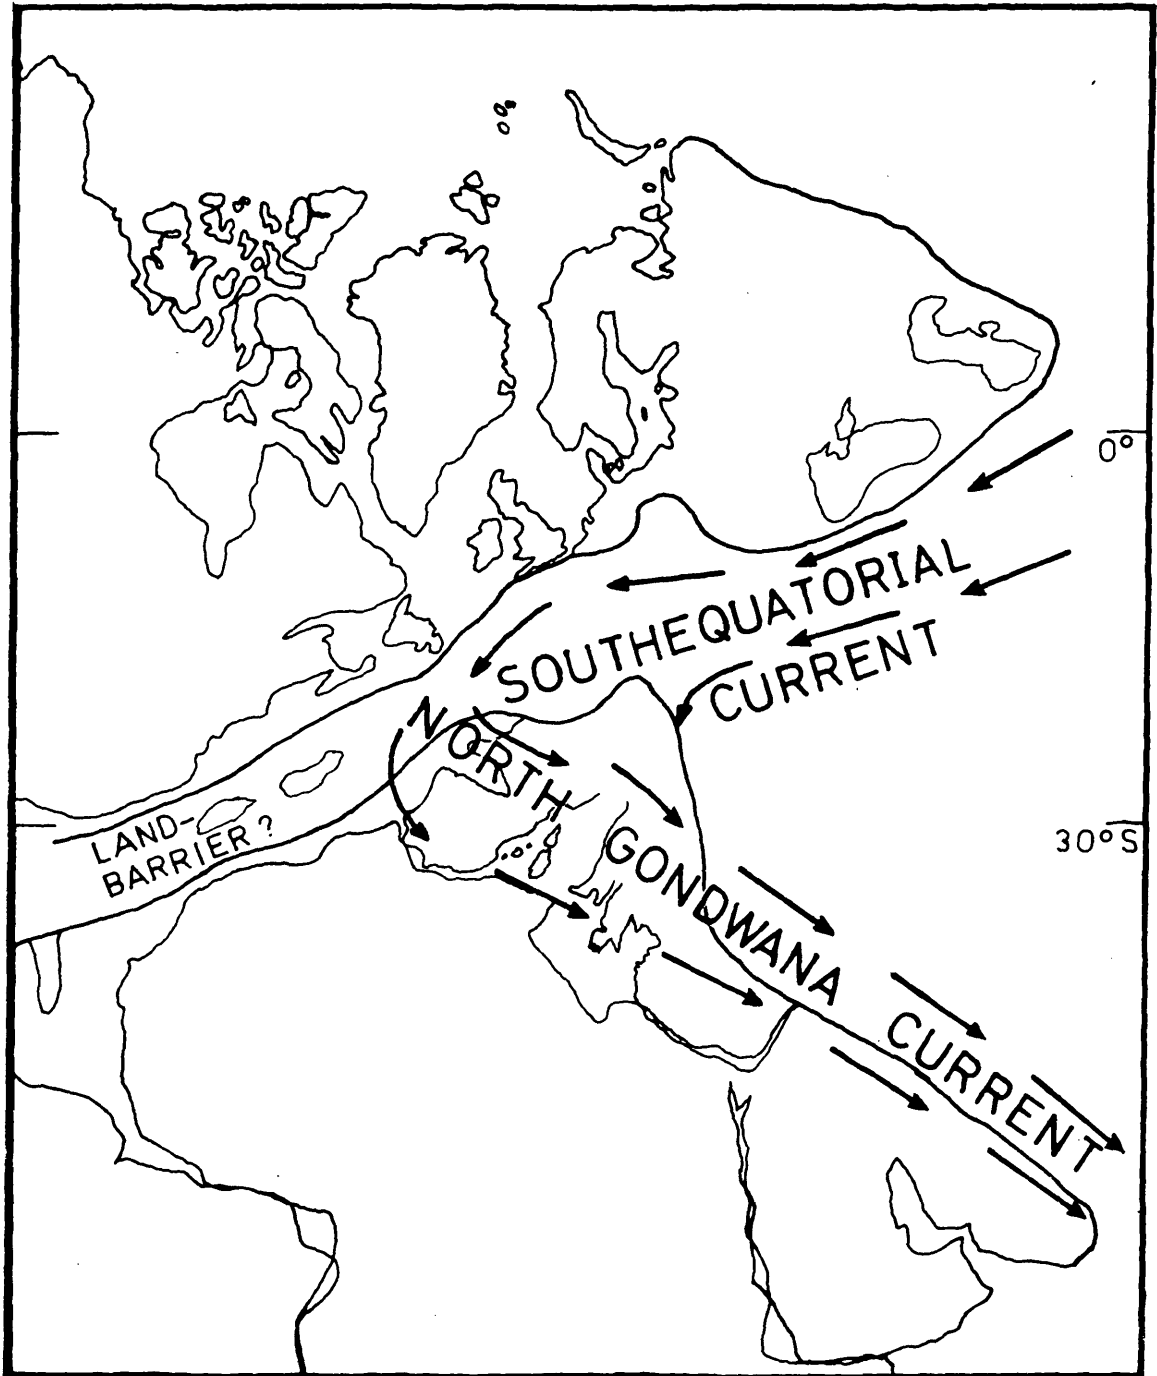 0°
SOUTHEQUATORIAL
CURRENT
NORTH GONDWANA CURRENT
LAND-
BARRIER?
30°S